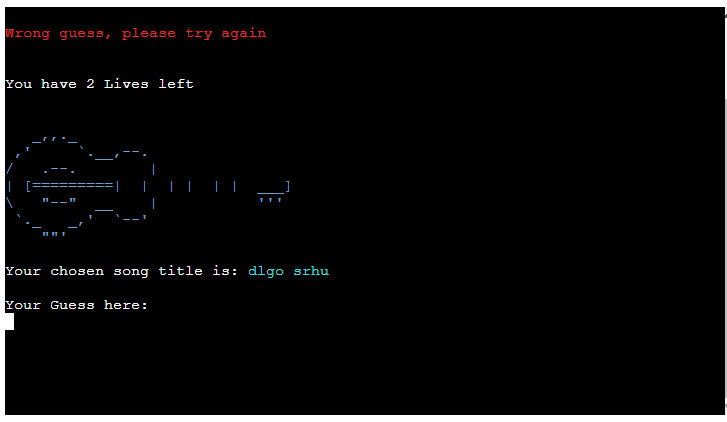 Wrong guess, please try again
You have 2 Lives left
Your chosen song title is: dlgo srhu
Your Guess here: